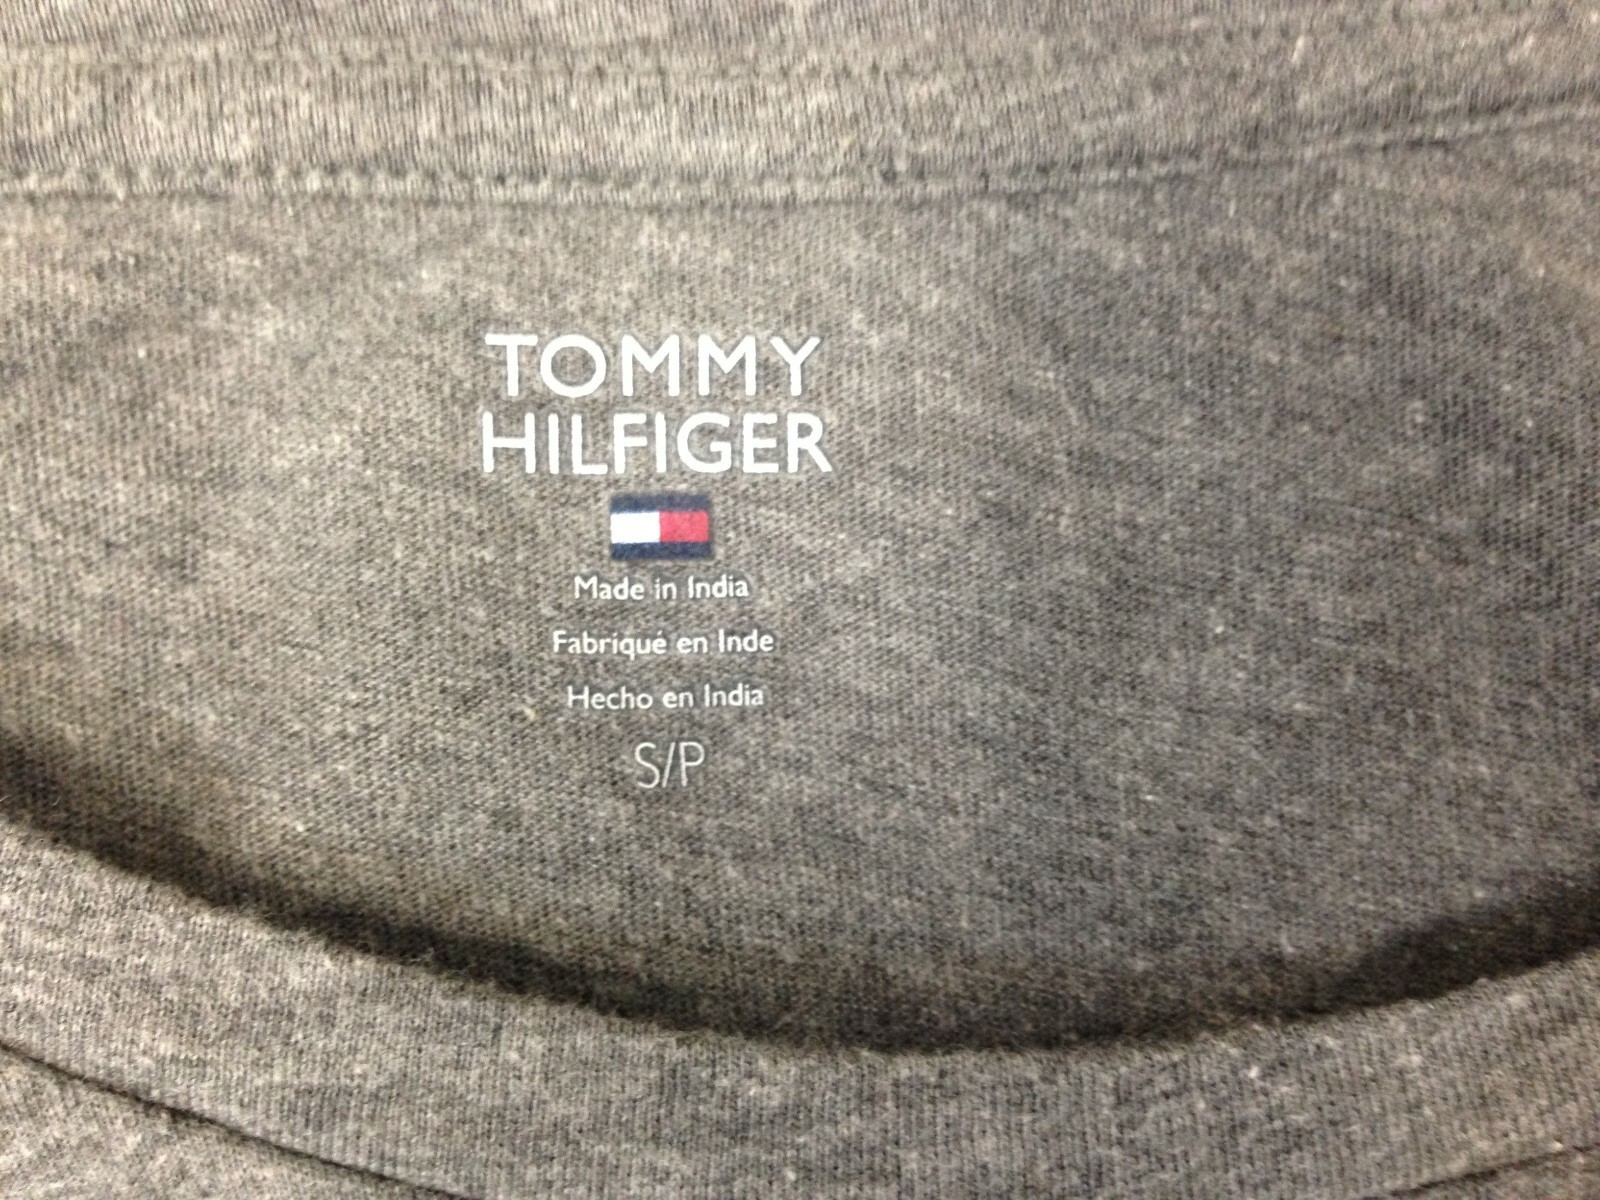 TOMMY
HILFIGER
Made in India
Fabriqué en Inde
Hecho en India
S/P